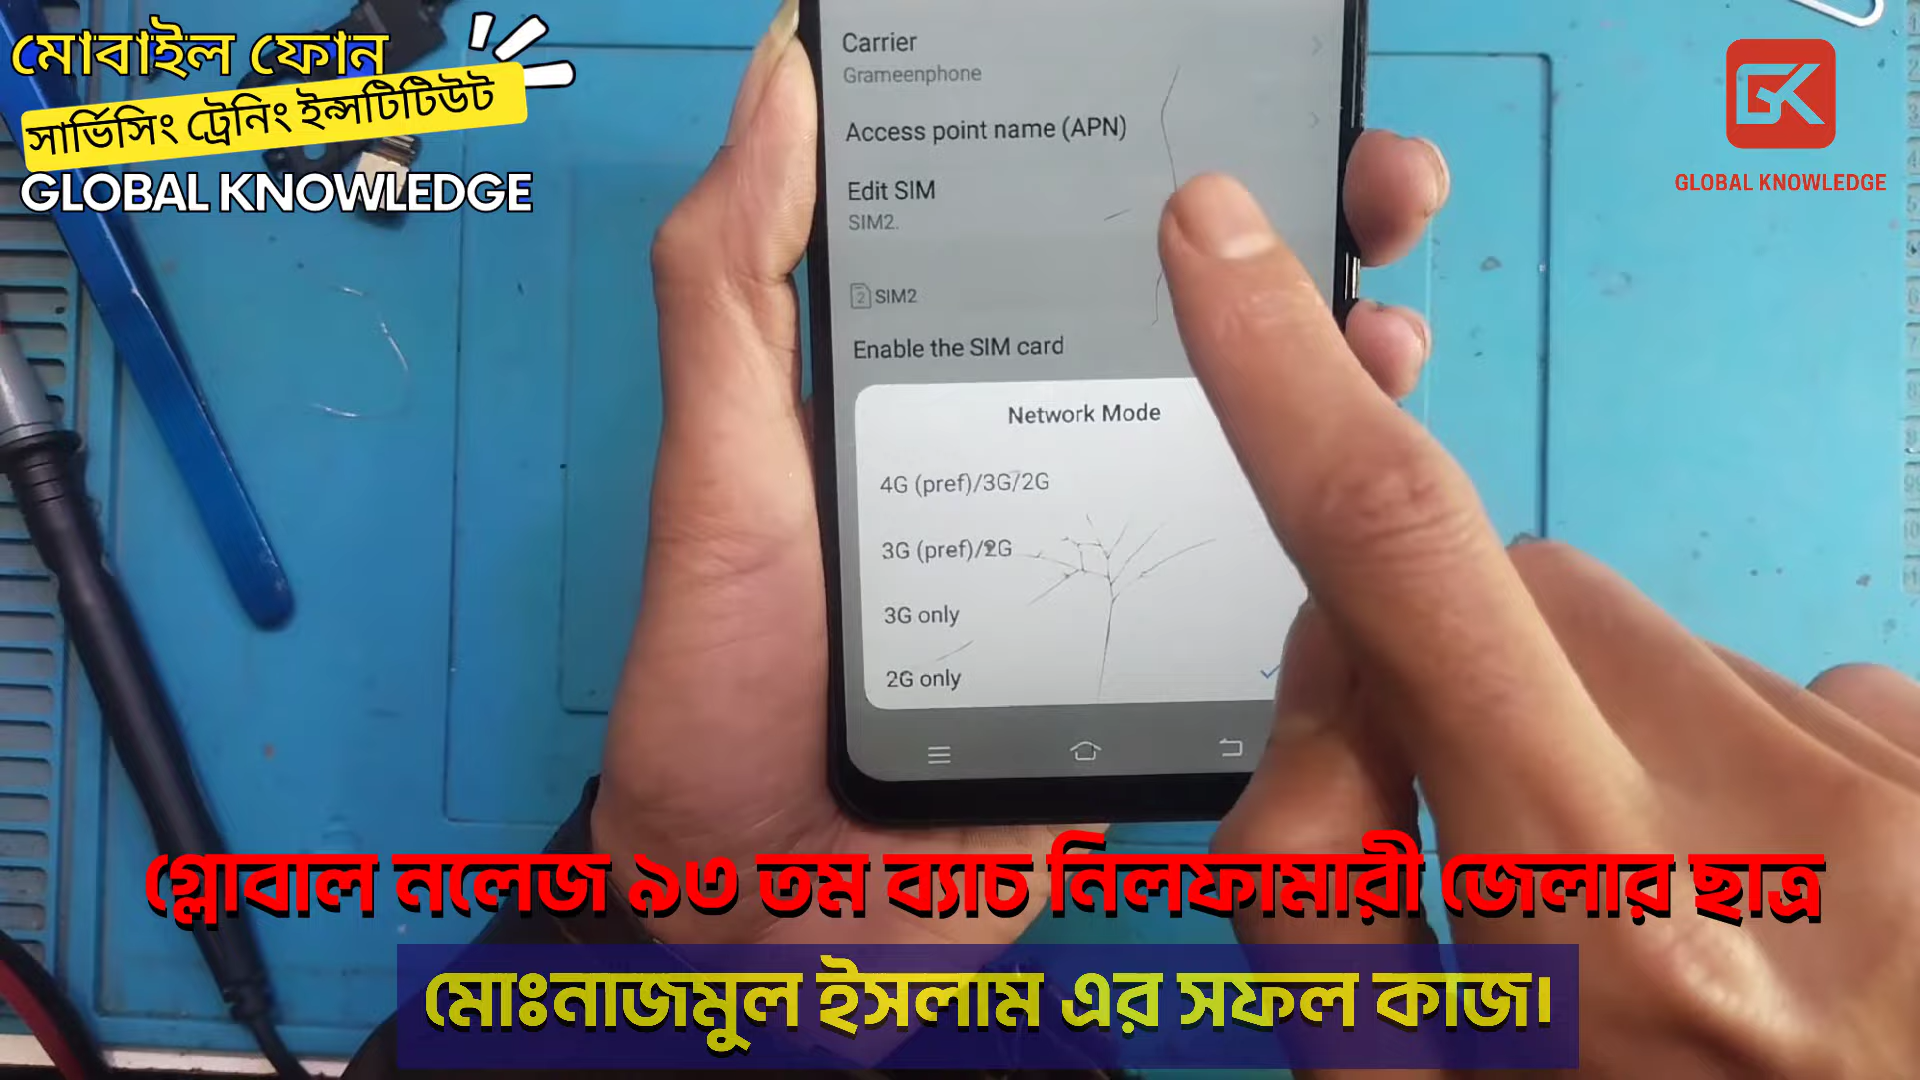 মোবাইল ফোন
সার্ভিসিং ট্রেনিং ইন্সটিটিউট
GLOBAL KNOWLEDGE
GK
GLOBAL KNOWLEDGE
Carrier
Grameenphone
Access point name (APN)
Edit SIM
SIM2.
2 SIM2
Enable the SIM card
Network Mode
4G (pref)/3G/2G
3G (pref)/2G
3G only
2G only
গ্লোবাল নলেজ ৯৩ তম ব্যাচ নিলফামারী জেলার ছাত্র
মোঃনাজমুল ইসলাম এর সফল কাজ।